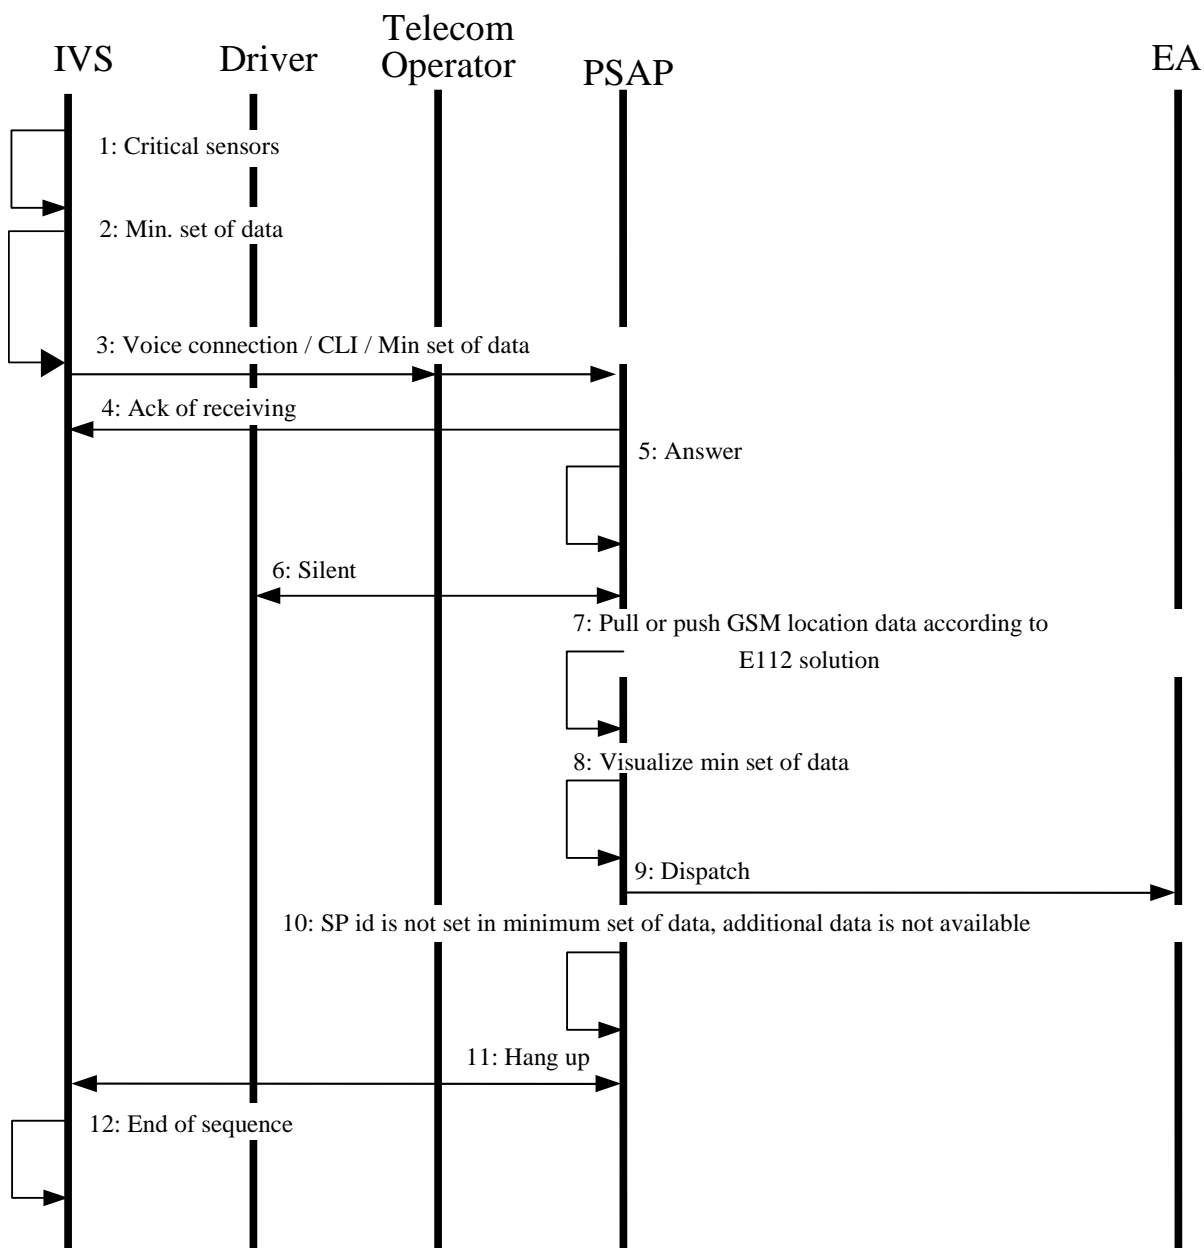 IVS
Driver
Telecom
Operator
PSAP
EA
1: Critical sensors
2: Min. set of data
3: Voice connection / CLI / Min set of data
4: Ack of receiving
5: Answer
6: Silent
7: Pull or push GSM location data according to
E112 solution
8: Visualize min set of data
9: Dispatch
10: SP id is not set in minimum set of data, additional data is not available
11: Hang up
12: End of sequence